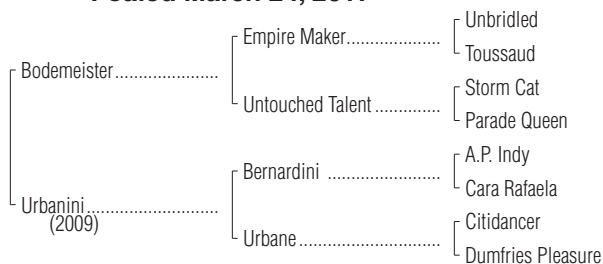 Foaled March 24, 2017
Unbridled
Empire Maker....................
Toussaud
Bodemeister......................
Storm Cat
Untouched Talent ..............
Parade Queen
A.P. Indy
Bernardini ........................
Cara Rafaela
Urbanini............................
(2009)
Citidancer
Urbane ..............................
Dumfries Pleasure